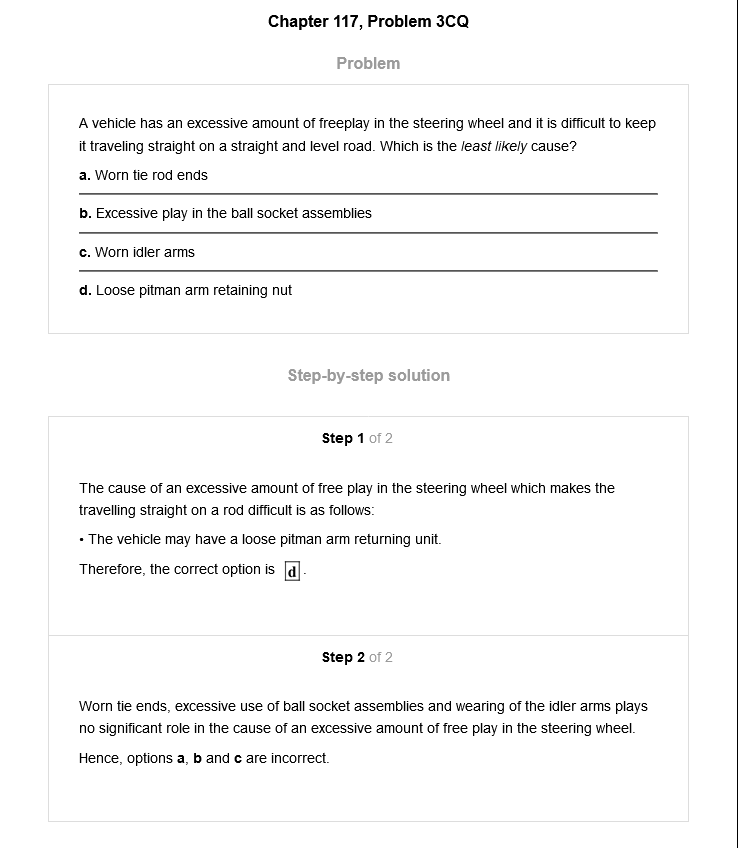 Chapter 117, Problem 3CQ
Problem
A vehicle has an excessive amount of freeplay in the steering wheel and it is difficult to keep
it traveling straight on a straight and level road. Which is the least likely cause?
a. Worn tie rod ends
b. Excessive play in the ball socket assemblies
c. Worn idler arms
d. Loose pitman arm retaining nut
Step-by-step solution
Step 1 of 2
The cause of an excessive amount of free play in the steering wheel which makes the
travelling straight on a rod difficult is as follows:
• The vehicle may have a loose pitman arm returning unit.
Therefore, the correct option is d.
Step 2 of 2
Worn tie ends, excessive use of ball socket assemblies and wearing of the idler arms plays
no significant role in the cause of an excessive amount of free play in the steering wheel.
Hence, options a, b and c are incorrect.